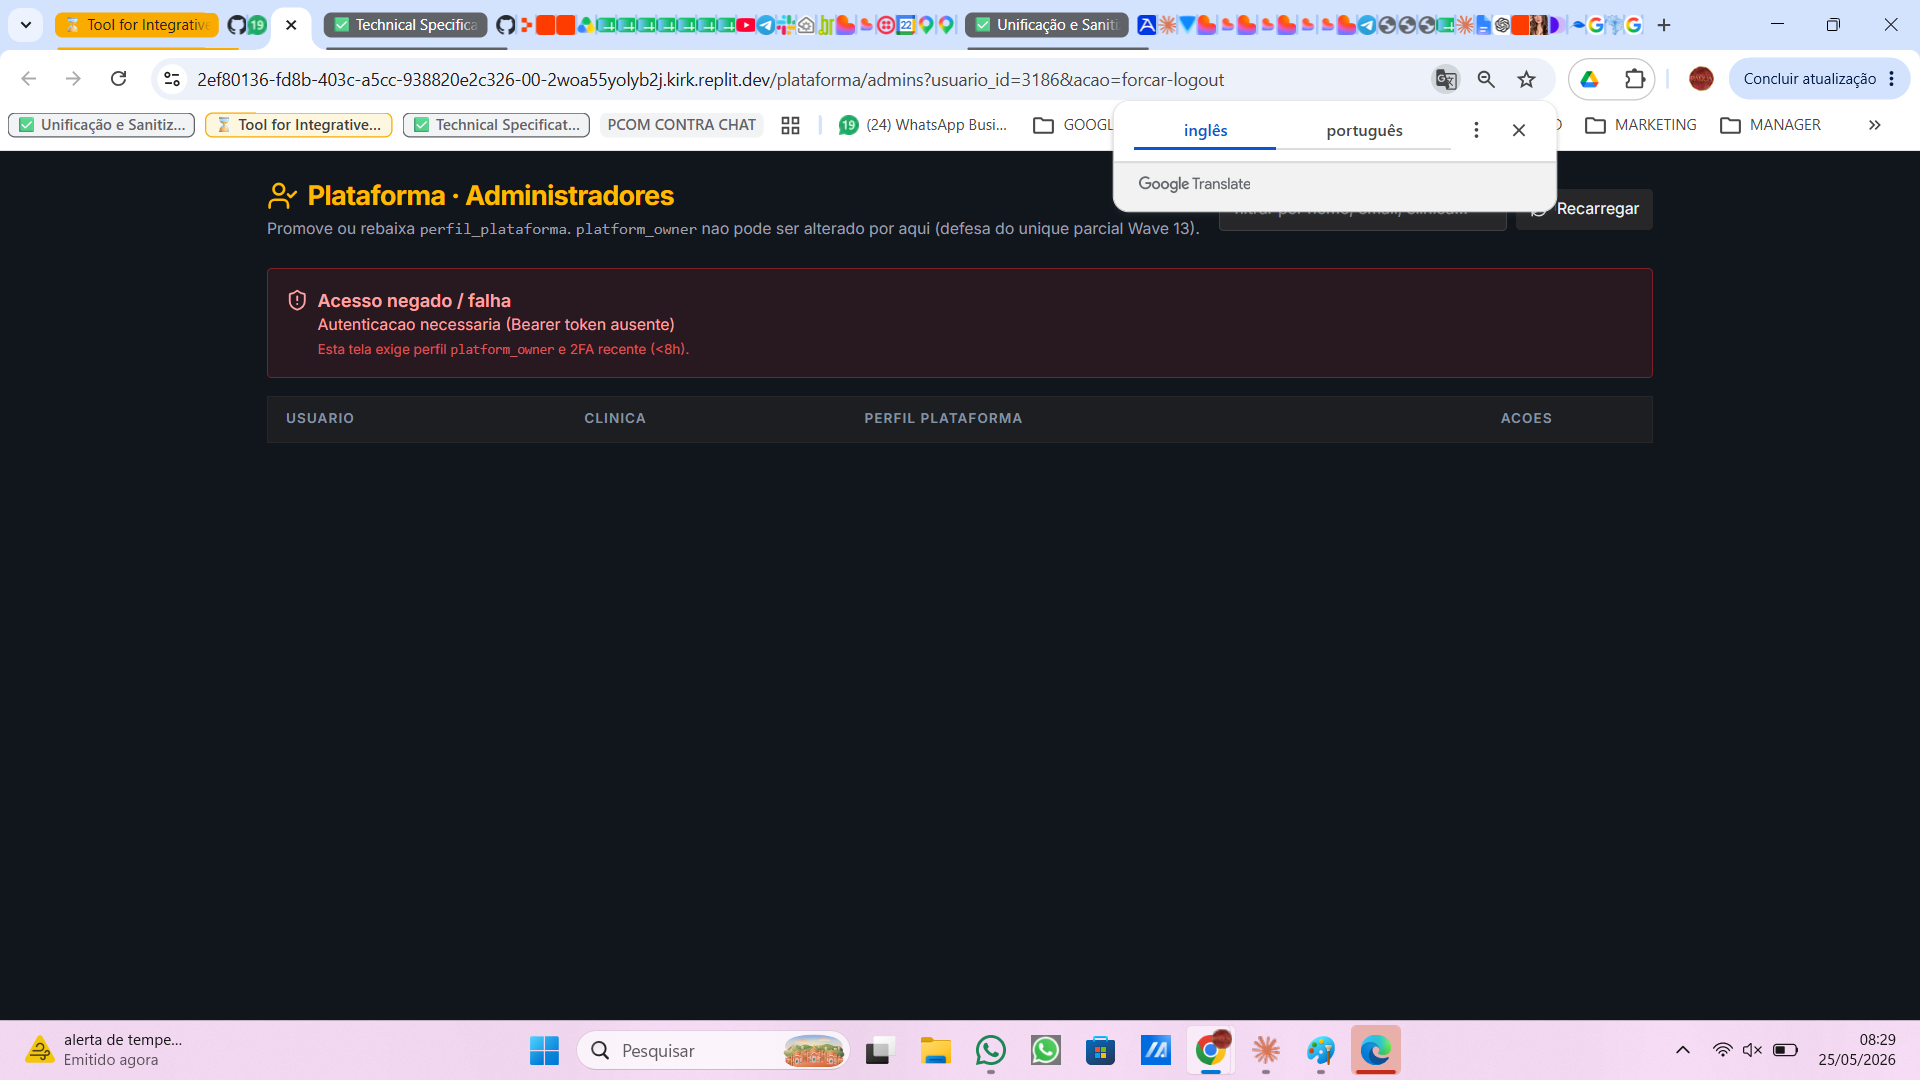 Tool for Integrative
19
Technical Specifica
22
Unificação e Saniti
2ef80136-fd8b-403c-a5cc-938820e2c326-00-2woa55yolyb2j.kirk.replit.dev/plataforma/admins?usuario_id=3186&acao=forcar-logout
Concluir atualização
Unificação e Sanitiz...
Tool for Integrative...
Technical Specificat...
PCOM CONTRA CHAT
19
(24) WhatsApp Busi...
GOOGL
MARKETING
MANAGER
inglês
português
Google Translate
Plataforma · Administradores
Promove ou rebaixa perfil_plataforma. platform_owner nao pode ser alterado por aqui (defesa do unique parcial Wave 13).
Recarregar
Acesso negado / falha
Autenticacao necessaria (Bearer token ausente)
Esta tela exige perfil platform_owner e 2FA recente (<8h).
USUARIO
CLINICA
PERFIL PLATAFORMA
ACOES
alerta de tempe...
Emitido agora
Pesquisar
08:29
25/05/2026